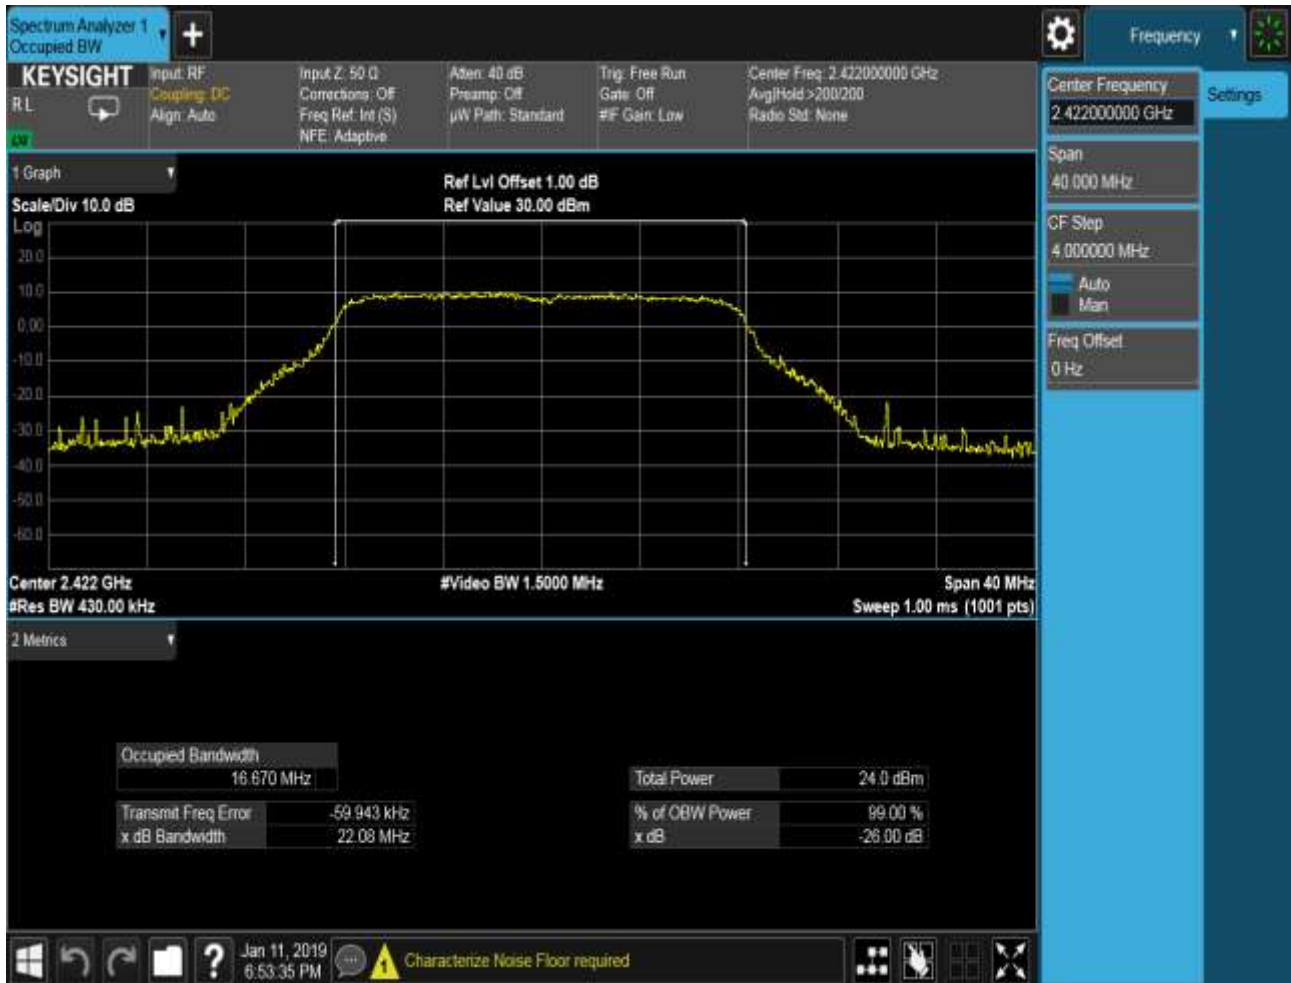 Spectrum Analyzer 1
Occupied BW
Frequency
KEYSIGHT
R L
Input: RF
Coupling: DC
Align: Auto
Input Z: 50 Ω
Corrections: Off
Freq Ref: Int (S)
NFE: Adaptive
Atten: 40 dB
Preamp: Off
µW Path: Standard
Trig: Free Run
Gate: Off
#IF Gain: Low
Center Freq: 2.422000000 GHz
Avg|Hold:>200/200
Radio Std: None
Center Frequency
2.422000000 GHz
Settings
Span
40.000 MHz
CF Step
4.000000 MHz
Auto
Man
Freq Offset
0 Hz
1 Graph
Scale/Div 10.0 dB
Ref Lvl Offset 1.00 dB
Ref Value 30.00 dBm
Log
20.0
10.0
0.00
-10.0
-20.0
-30.0
-40.0
-50.0
-60.0
Center 2.422 GHz
#Video BW 1.5000 MHz
Span 40 MHz
#Res BW 430.00 kHz
Sweep 1.00 ms (1001 pts)
2 Metrics
Occupied Bandwidth
16.670 MHz
Total Power 24.0 dBm
Transmit Freq Error -59.943 kHz
% of OBW Power 99.00 %
x dB Bandwidth 22.08 MHz
x dB -26.00 dB
?
Jan 11, 2019
6:53:35 PM
1
Characterize Noise Floor required